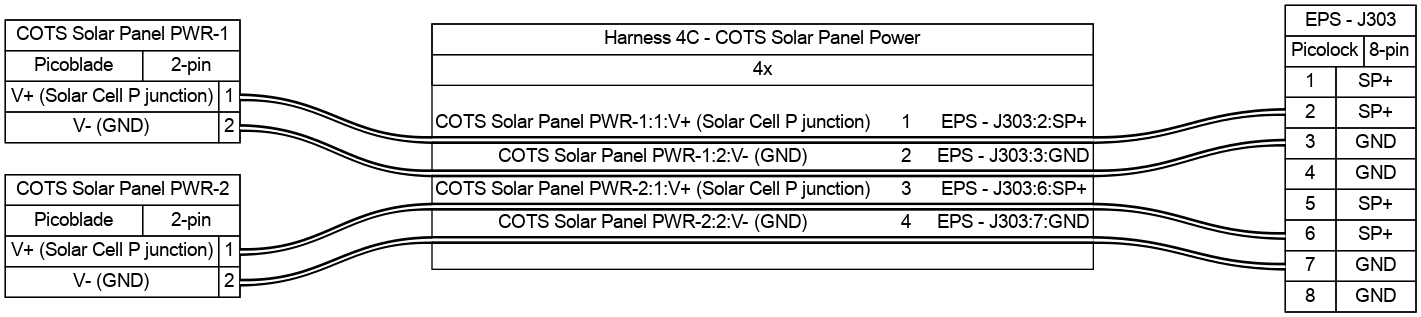 COTS Solar Panel PWR-1
Picoblade 2-pin
V+ (Solar Cell P junction) 1
V- (GND) 2
COTS Solar Panel PWR-2
Picoblade 2-pin
V+ (Solar Cell P junction) 1
V- (GND) 2
Harness 4C - COTS Solar Panel Power
4x
COTS Solar Panel PWR-1:1:V+ (Solar Cell P junction) 1 EPS - J303:2:SP+
COTS Solar Panel PWR-1:2:V- (GND) 2 EPS - J303:3:GND
COTS Solar Panel PWR-2:1:V+ (Solar Cell P junction) 3 EPS - J303:6:SP+
COTS Solar Panel PWR-2:2:V- (GND) 4 EPS - J303:7:GND
EPS - J303
Picolock 8-pin
1 SP+
2 SP+
3 GND
4 GND
5 SP+
6 SP+
7 GND
8 GND